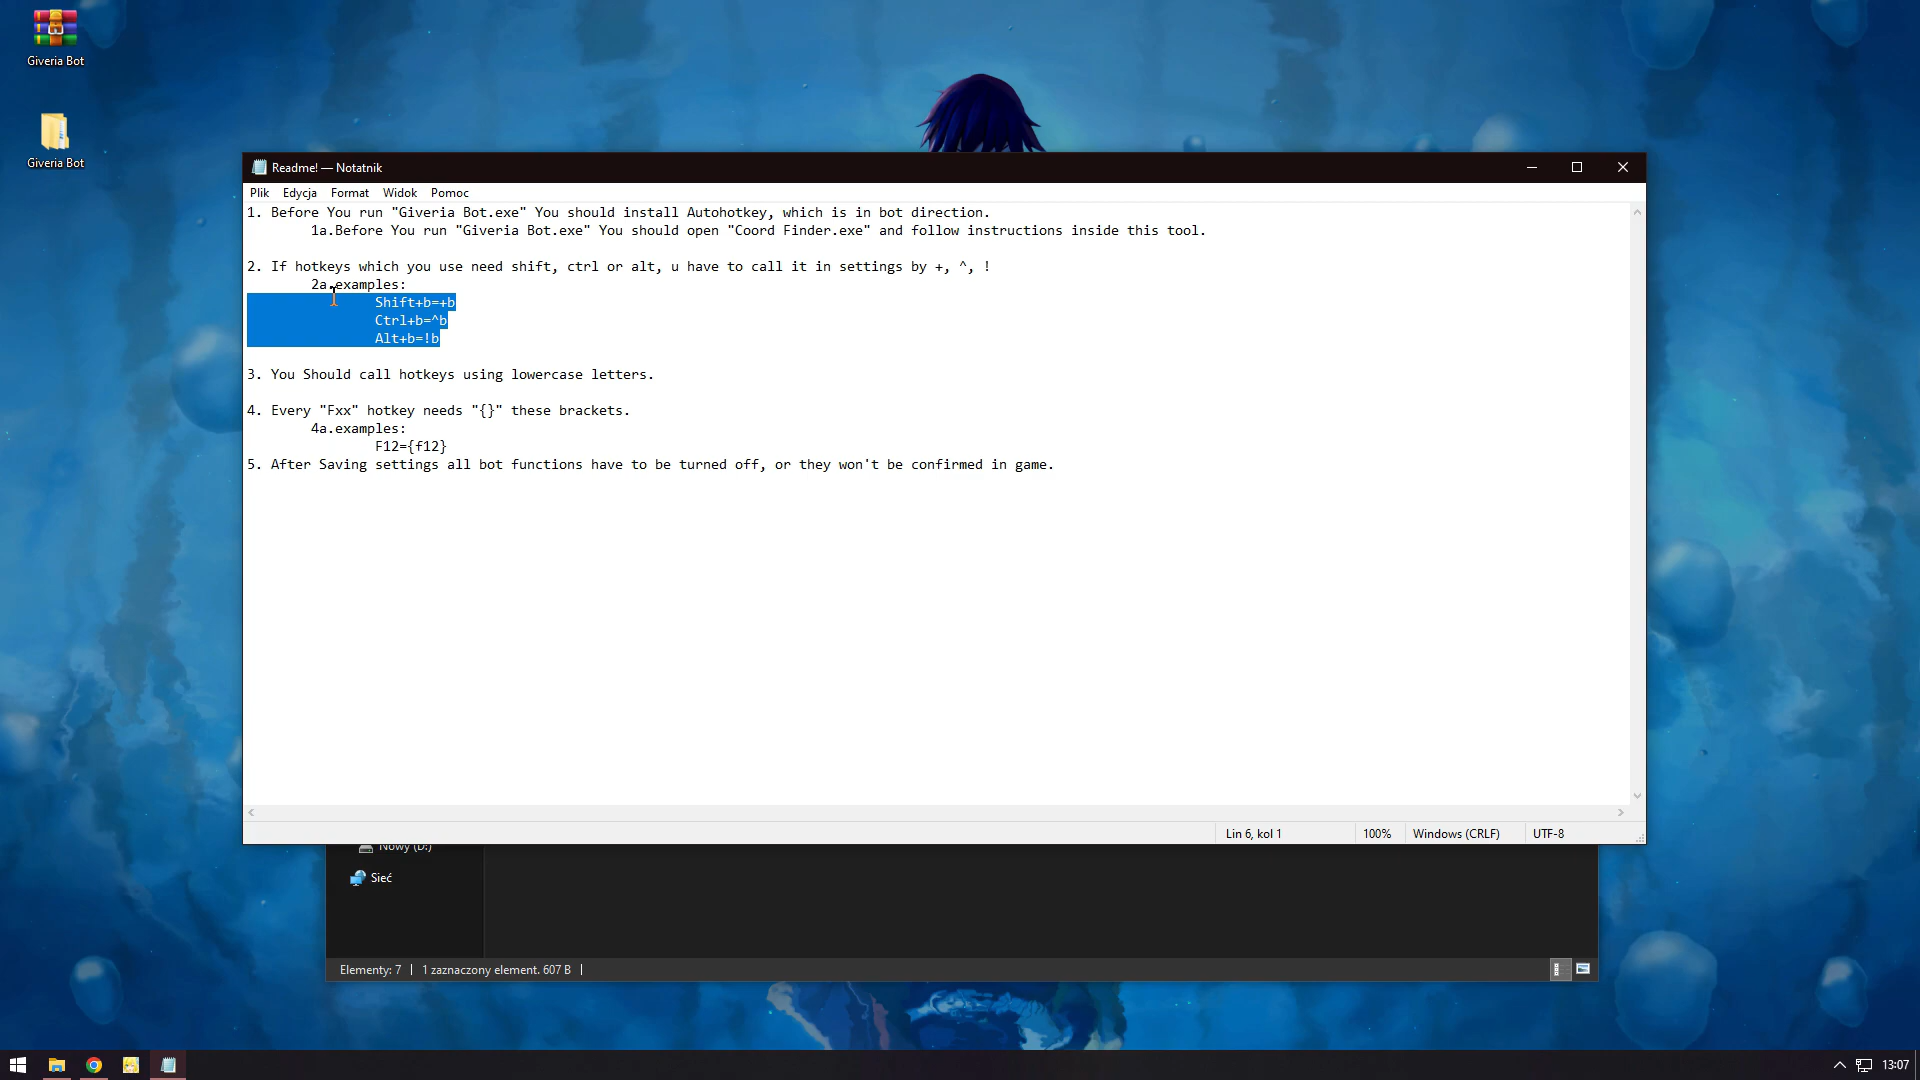 Giveria Bot
Giveria Bot
Readme! — Notatnik
Plik Edycja Format Widok Pomoc
1. Before You run "Giveria Bot.exe" You should install Autohotkey, which is in bot direction.
1a.Before You run "Giveria Bot.exe" You should open "Coord Finder.exe" and follow instructions inside this tool.
2. If hotkeys which you use need shift, ctrl or alt, u have to call it in settings by +, ^, !
2a.examples:
Shift+b=+b
Ctrl+b=^b
Alt+b=!b
3. You Should call hotkeys using lowercase letters.
4. Every "Fxx" hotkey needs "{}" these brackets.
4a.examples:
F12={f12}
5. After Saving settings all bot functions have to be turned off, or they won't be confirmed in game.
Lin 6, kol 1 100% Windows (CRLF) UTF-8
Nowy (D:)
Sieć
Elementy: 7 1 zaznaczony element. 607 B
13:07